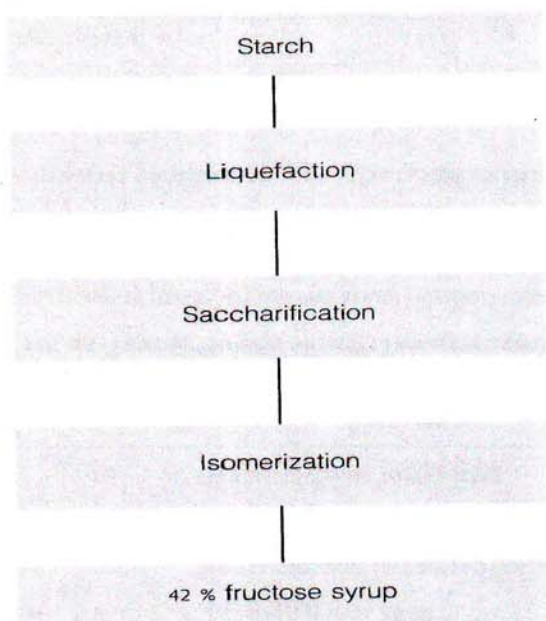 Starch
Liquefaction
Saccharification
Isomerization
42 % fructose syrup